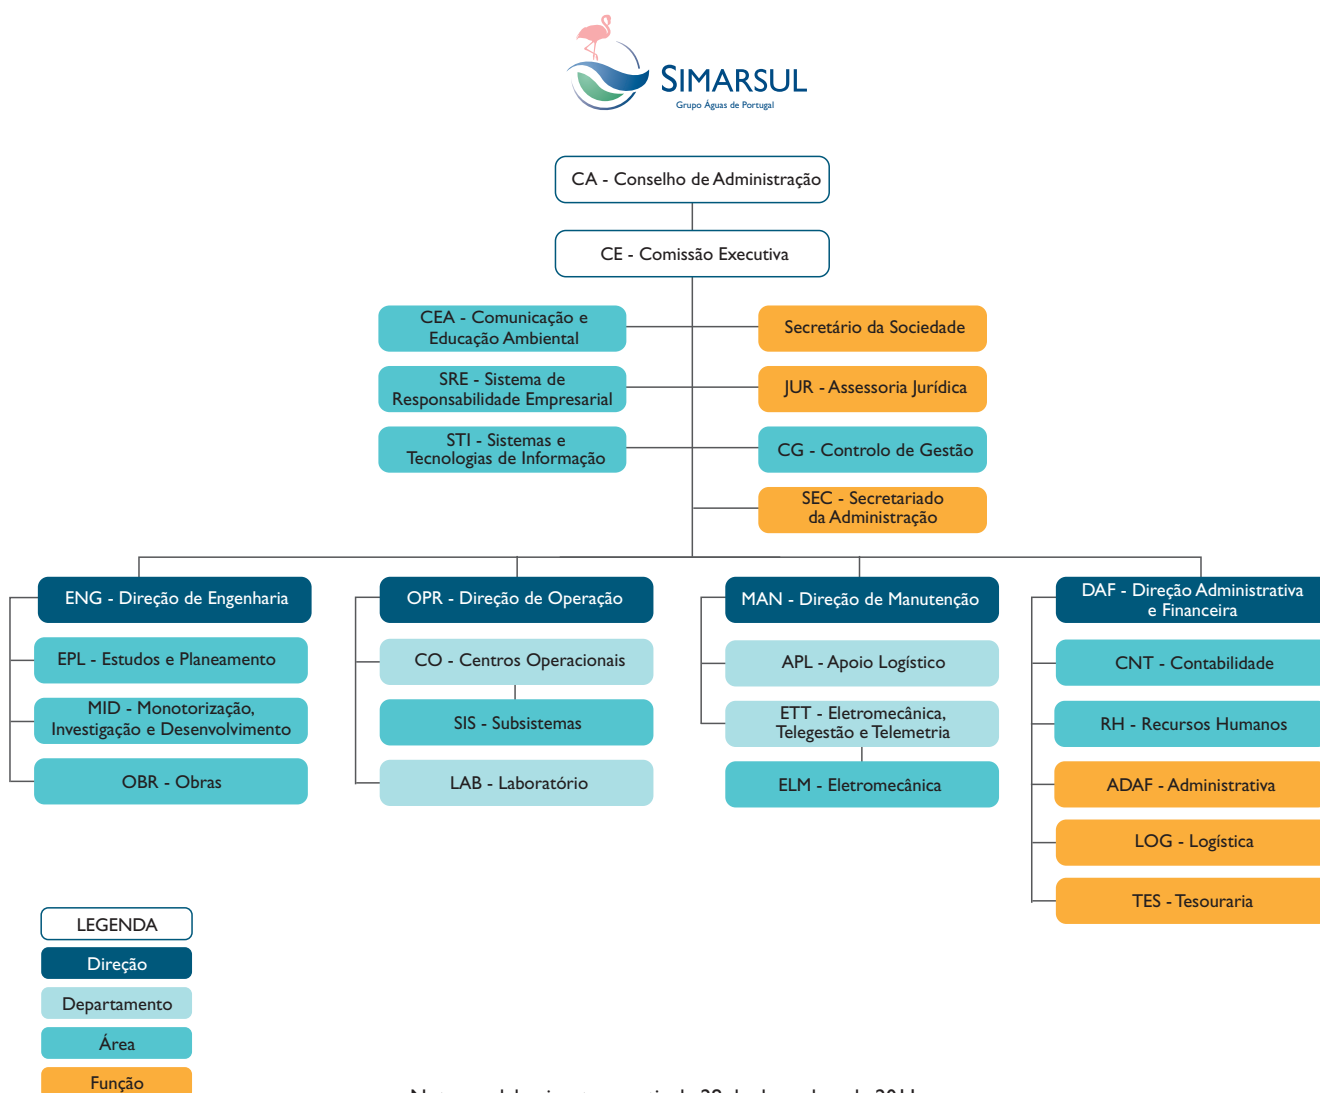 SIMARSUL
Grupo Águas de Portugal
CA - Conselho de Administração
CE - Comissão Executiva
CEA - Comunicação e
Educação Ambiental
Secretário da Sociedade
SRE - Sistema de
Responsabilidade Empresarial
JUR - Assessoria Jurídica
STI - Sistemas e
Tecnologias de Informação
CG - Controlo de Gestão
SEC - Secretariado
da Administração
ENG - Direção de Engenharia
EPL - Estudos e Planeamento
MID - Monotorização,
Investigação e Desenvolvimento
OBR - Obras
OPR - Direção de Operação
CO - Centros Operacionais
SIS - Subsistemas
LAB - Laboratório
MAN - Direção de Manutenção
APL - Apoio Logístico
ETT - Eletromecânica,
Telegestão e Telemetria
ELM - Eletromecânica
DAF - Direção Administrativa
e Financeira
CNT - Contabilidade
RH - Recursos Humanos
ADAF - Administrativa
LOG - Logística
TES - Tesouraria
LEGENDA
Direção
Departamento
Área
Função